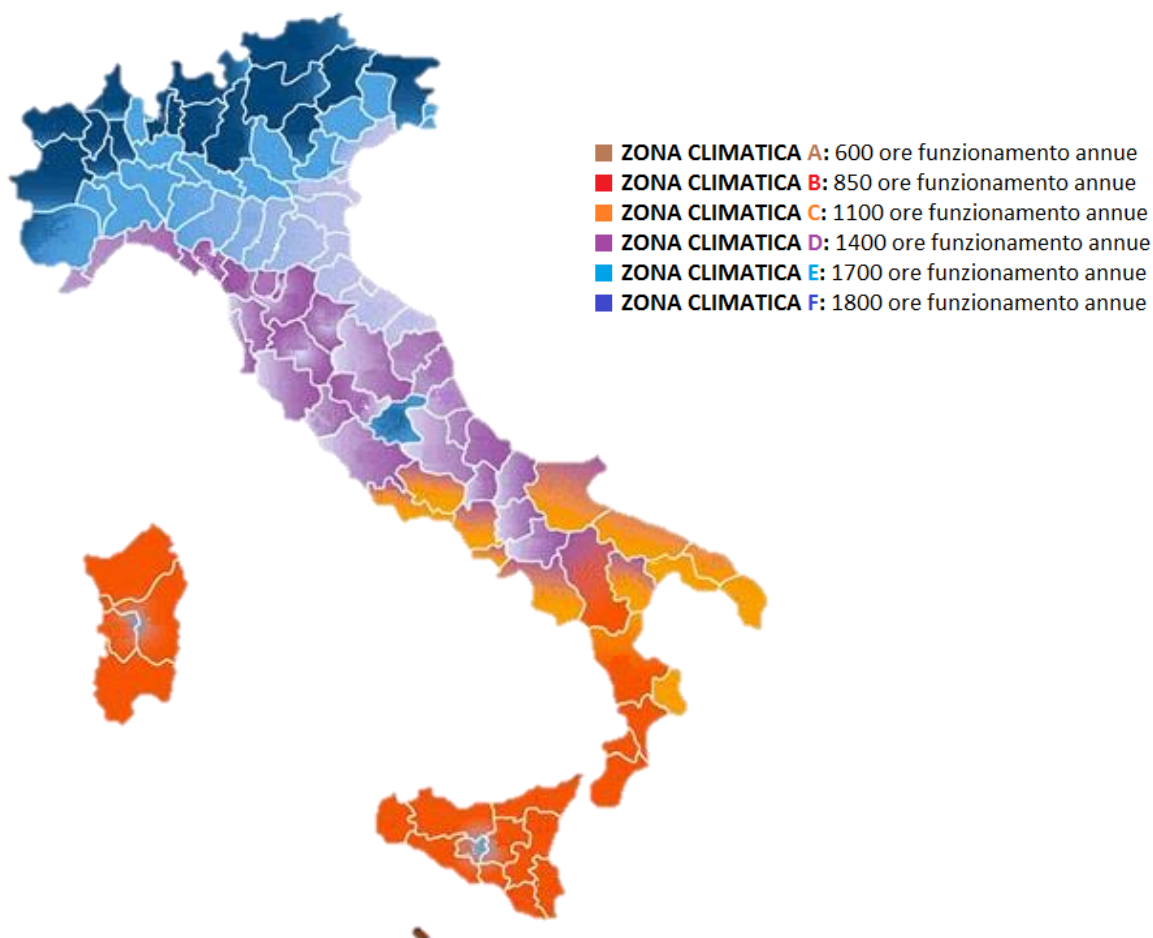 ZONA CLIMATICA A: 600 ore funzionamento annue
ZONA CLIMATICA B: 850 ore funzionamento annue
ZONA CLIMATICA C: 1100 ore funzionamento annue
ZONA CLIMATICA D: 1400 ore funzionamento annue
ZONA CLIMATICA E: 1700 ore funzionamento annue
ZONA CLIMATICA F: 1800 ore funzionamento annue